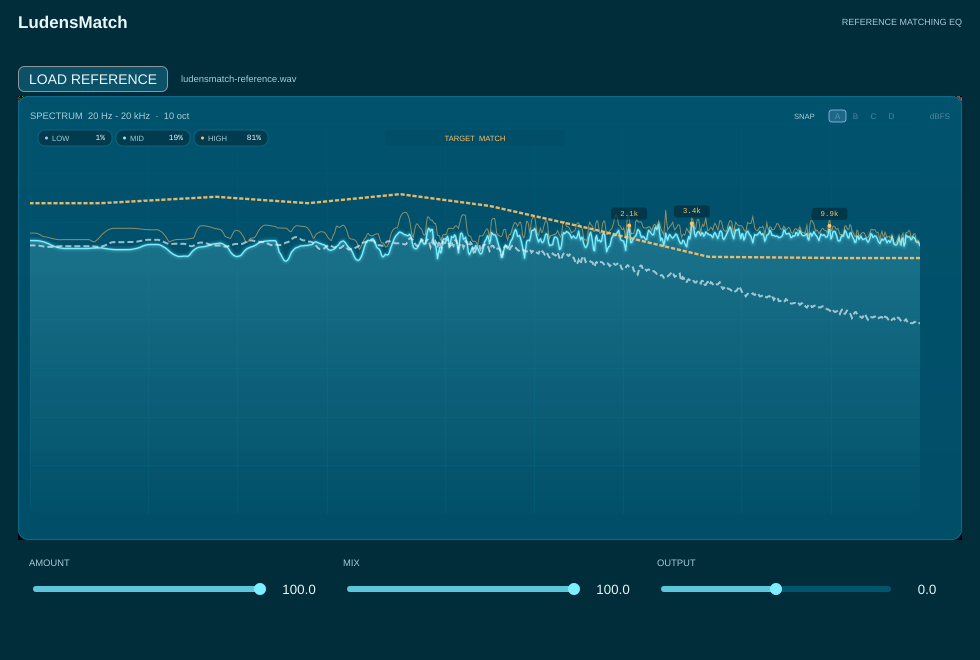 LudensMatch
REFERENCE MATCHING EQ
LOAD REFERENCE ludensmatch-reference.wav
SPECTRUM 20 Hz - 20 kHz · 10 oct
SNAP A B C D dBFS
LOW 1% MID 19% HIGH 81%
TARGET MATCH
2.1k 3.4k 9.9k
AMOUNT MIX OUTPUT
100.0 100.0 0.0